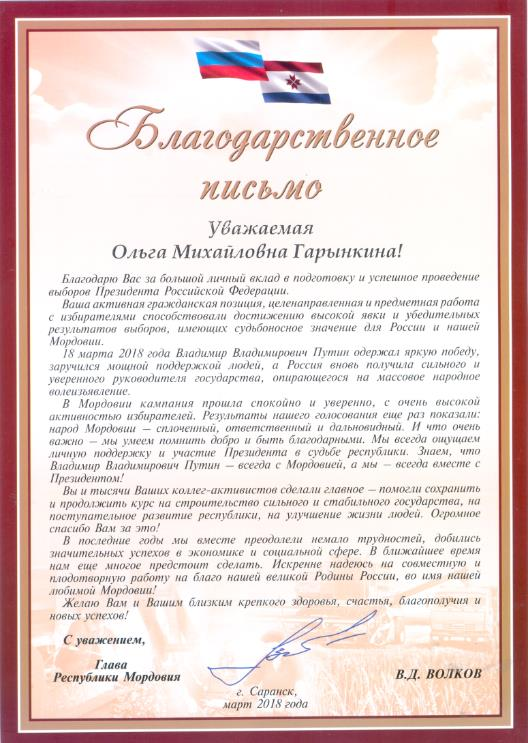 Благодарственное
письмо
Уважаемая
Ольга Михайловна Гарынкина!
Благодарю Вас за большой личный вклад в подготовку и успешное проведение
выборов Президента Российской Федерации.
Ваша активная гражданская позиция, целенаправленная и предметная работа
с избирателями способствовали достижению высокой явки и убедительных
результатов выборов, имеющих судьбоносное значение для России и нашей
Мордовии.
18 марта 2018 года Владимир Владимирович Путин одержал яркую победу,
заручился мощной поддержкой людей, а Россия вновь получила сильного и
уверенного руководителя государства, опирающегося на массовое народное
волеизъявление.
В Мордовии кампания прошла спокойно и уверенно, с очень высокой
активностью избирателей. Результаты нашего голосования еще раз показали:
народ Мордовии – сплоченный, ответственный и дальновидный. И что очень
важно – мы умеем помнить добро и быть благодарными. Мы всегда ощущаем
личную поддержку и участие Президента в судьбе республики. Знаем, что
Владимир Владимирович Путин – всегда с Мордовией, а мы – всегда вместе с
Президентом!
Вы и тысячи Ваших коллег-активистов сделали главное – помогли сохранить
и продолжить курс на строительство сильного и стабильного государства, на
поступательное развитие республики, на улучшение жизни людей. Огромное
спасибо Вам за это!
В последние годы мы вместе преодолели немало трудностей, добились
значительных успехов в экономике и социальной сфере. В ближайшее время
нам еще многое предстоит сделать. Искренне надеюсь на совместную и
плодотворную работу на благо нашей великой Родины России, во имя нашей
любимой Мордовии!
Желаю Вам и Вашим близким крепкого здоровья, счастья, благополучия и
новых успехов!
С уважением,
Глава
Республики Мордовия
В.Д. ВОЛКОВ
г. Саранск,
март 2018 года